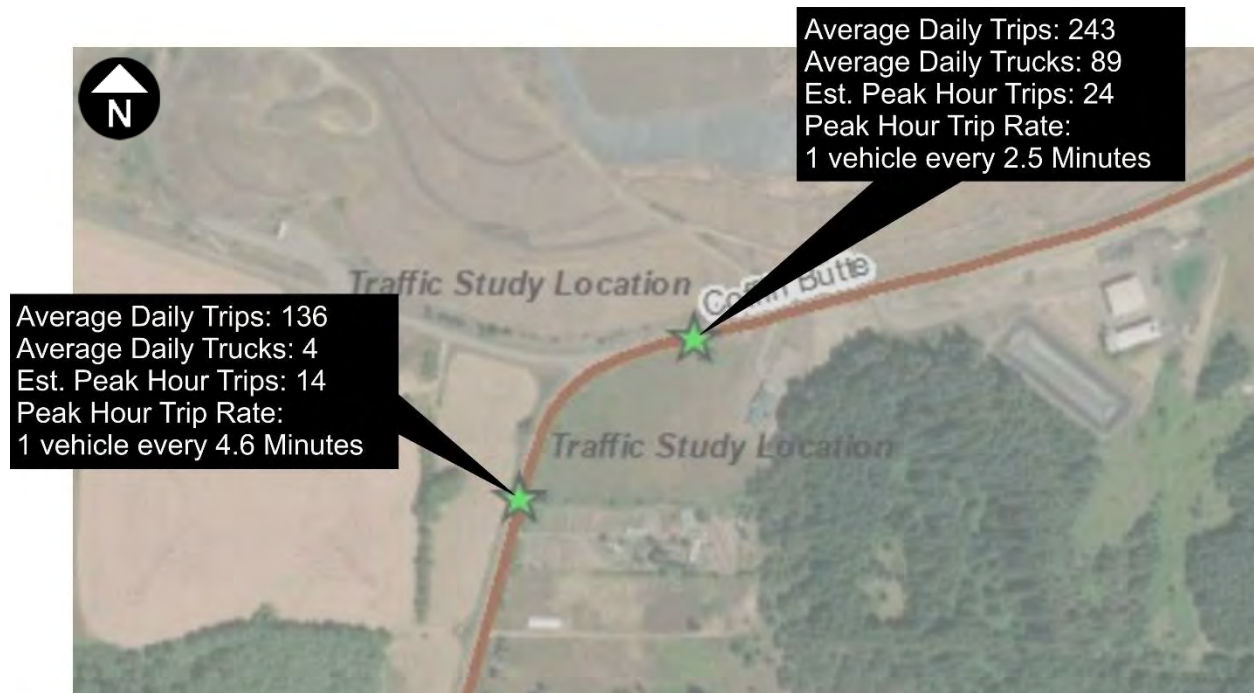 Average Daily Trips: 243
Average Daily Trucks: 89
Est. Peak Hour Trips: 24
Peak Hour Trip Rate:
1 vehicle every 2.5 Minutes
N
Traffic Study Location
Coffin Butte
Average Daily Trips: 136
Average Daily Trucks: 4
Est. Peak Hour Trips: 14
Peak Hour Trip Rate:
1 vehicle every 4.6 Minutes
Traffic Study Location